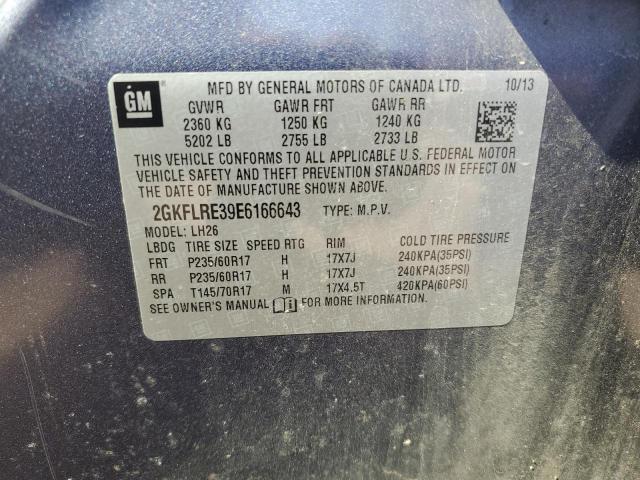 GM
MFD BY GENERAL MOTORS OF CANADA LTD. 10/13
GVWR GAWR FRT GAWR RR
2360 KG 1250 KG 1240 KG
5202 LB 2755 LB 2733 LB
THIS VEHICLE CONFORMS TO ALL APPLICABLE U.S. FEDERAL MOTOR
VEHICLE SAFETY AND THEFT PREVENTION STANDARDS IN EFFECT ON
THE DATE OF MANUFACTURE SHOWN ABOVE.
2GKFLRE39E6166643 TYPE: M.P.V.
MODEL: LH26
LBDG TIRE SIZE SPEED RTG RIM COLD TIRE PRESSURE
FRT P235/60R17 H 17X7J 240KPA(35PSI)
RR P235/60R17 H 17X7J 240KPA(35PSI)
SPA T145/70R17 M 17X4.5T 420KPA(60PSI)
SEE OWNER'S MANUAL FOR MORE INFORMATION.